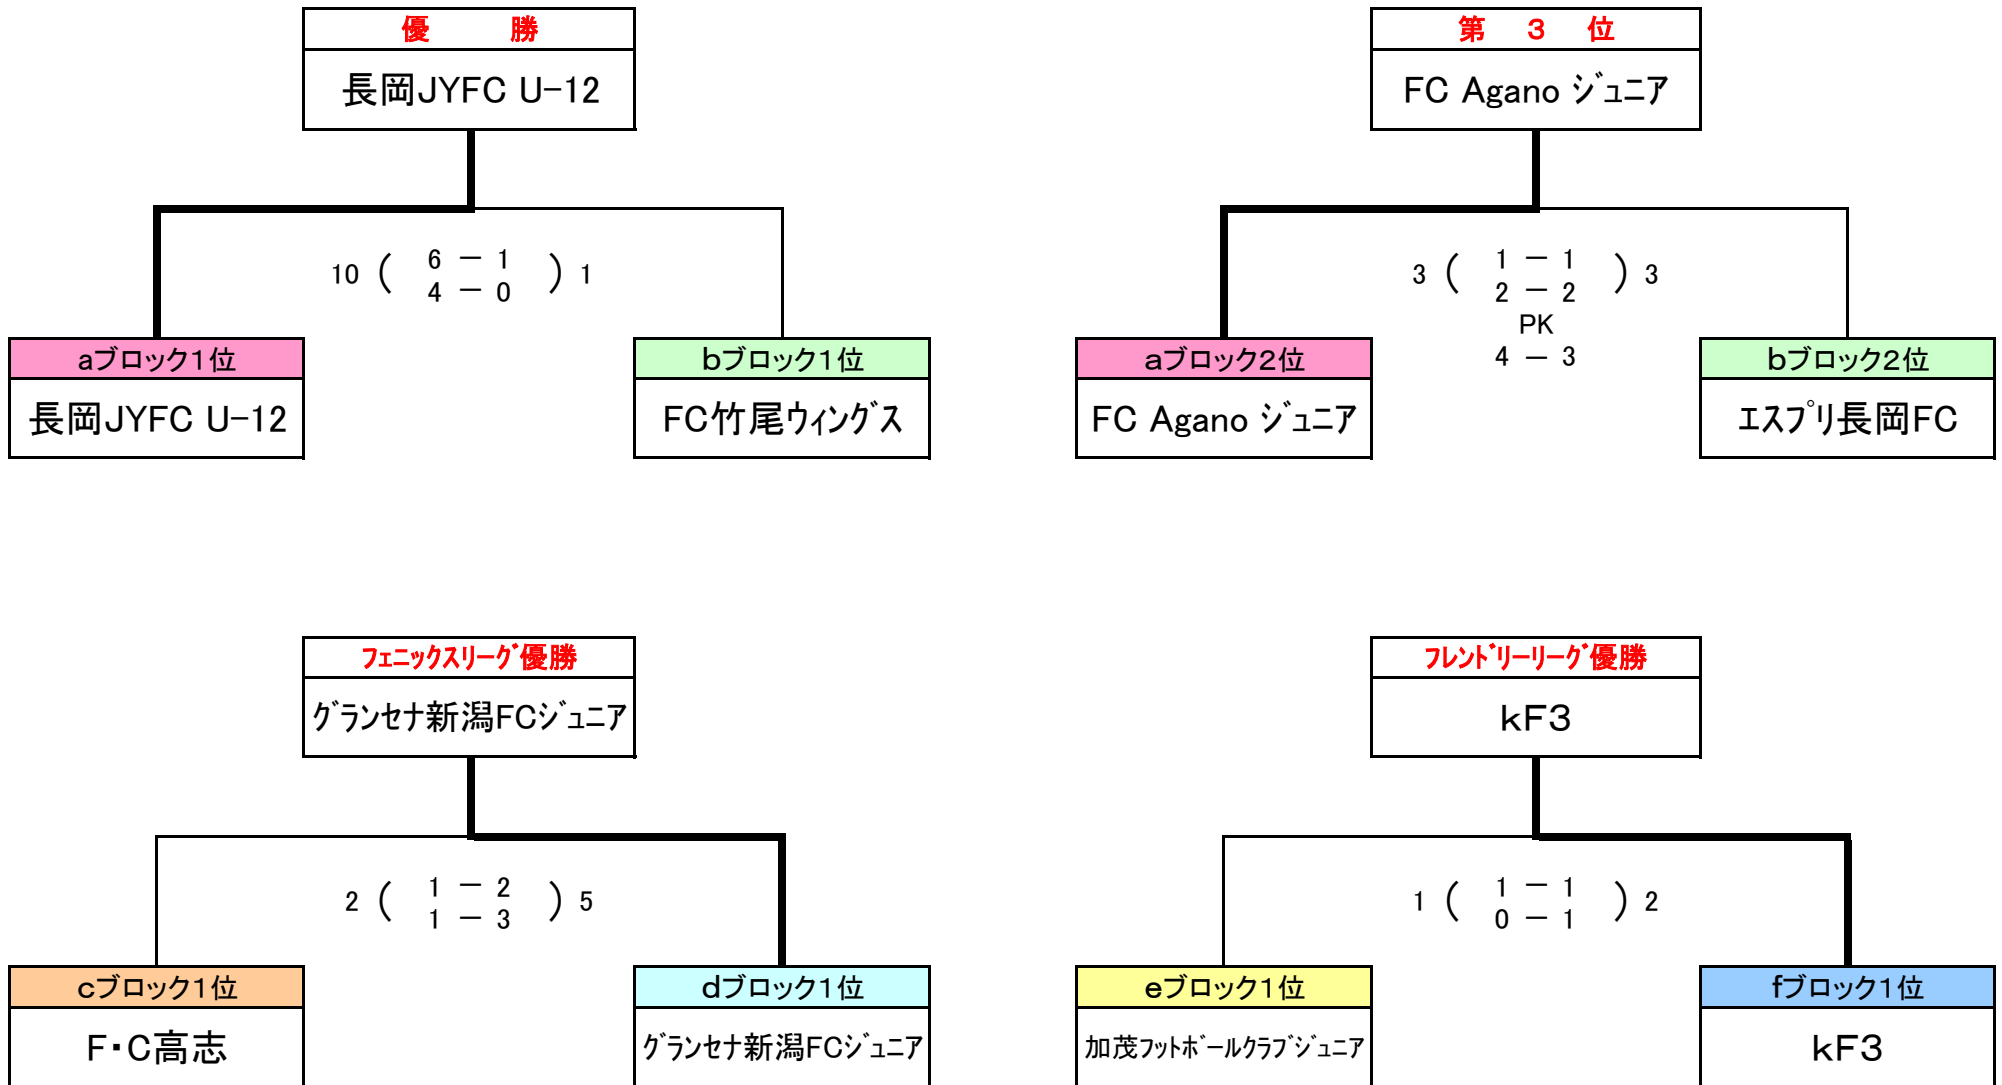 優　勝
長岡JYFC U-12
10 ( 6 － 1 ) 1
4 － 0
aブロック１位
長岡JYFC U-12
bブロック１位
FC竹尾ｳｨﾝｸﾞｽ
第　３　位
FC Agano ｼﾞｭﾆｱ
3 ( 1 － 1 ) 3
2 － 2
PK
4 － 3
aブロック２位
FC Agano ｼﾞｭﾆｱ
bブロック２位
ｴｽﾌﾟﾘ長岡FC
ﾌｪﾆｯｸｽﾘｰｸﾞ優勝
ｸﾞﾗﾝｾﾅ新潟FCｼﾞｭﾆｱ
2 ( 1 － 2 ) 5
1 － 3
cブロック１位
F・C高志
dブロック１位
ｸﾞﾗﾝｾﾅ新潟FCｼﾞｭﾆｱ
ﾌﾚﾝﾄﾞﾘｰﾘｰｸﾞ優勝
ｋＦ３
1 ( 1 － 1 ) 2
0 － 1
eブロック１位
加茂ﾌｯﾄﾎﾞｰﾙｸﾗﾌﾞｼﾞｭﾆｱ
fブロック１位
ｋＦ３